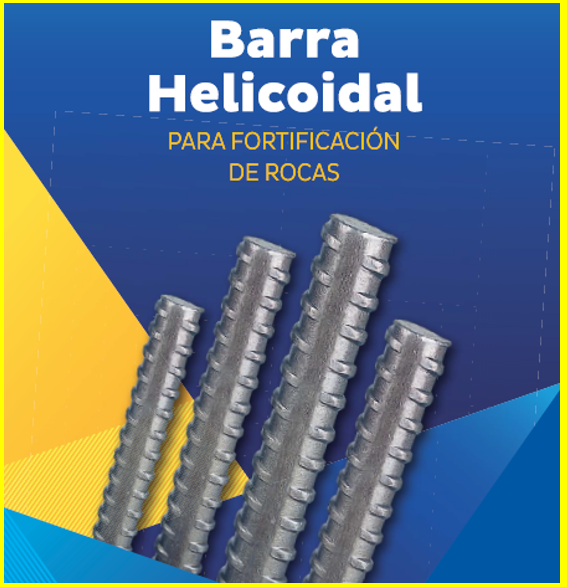 Barra
Helicoidal
PARA FORTIFICACIÓN
DE ROCAS